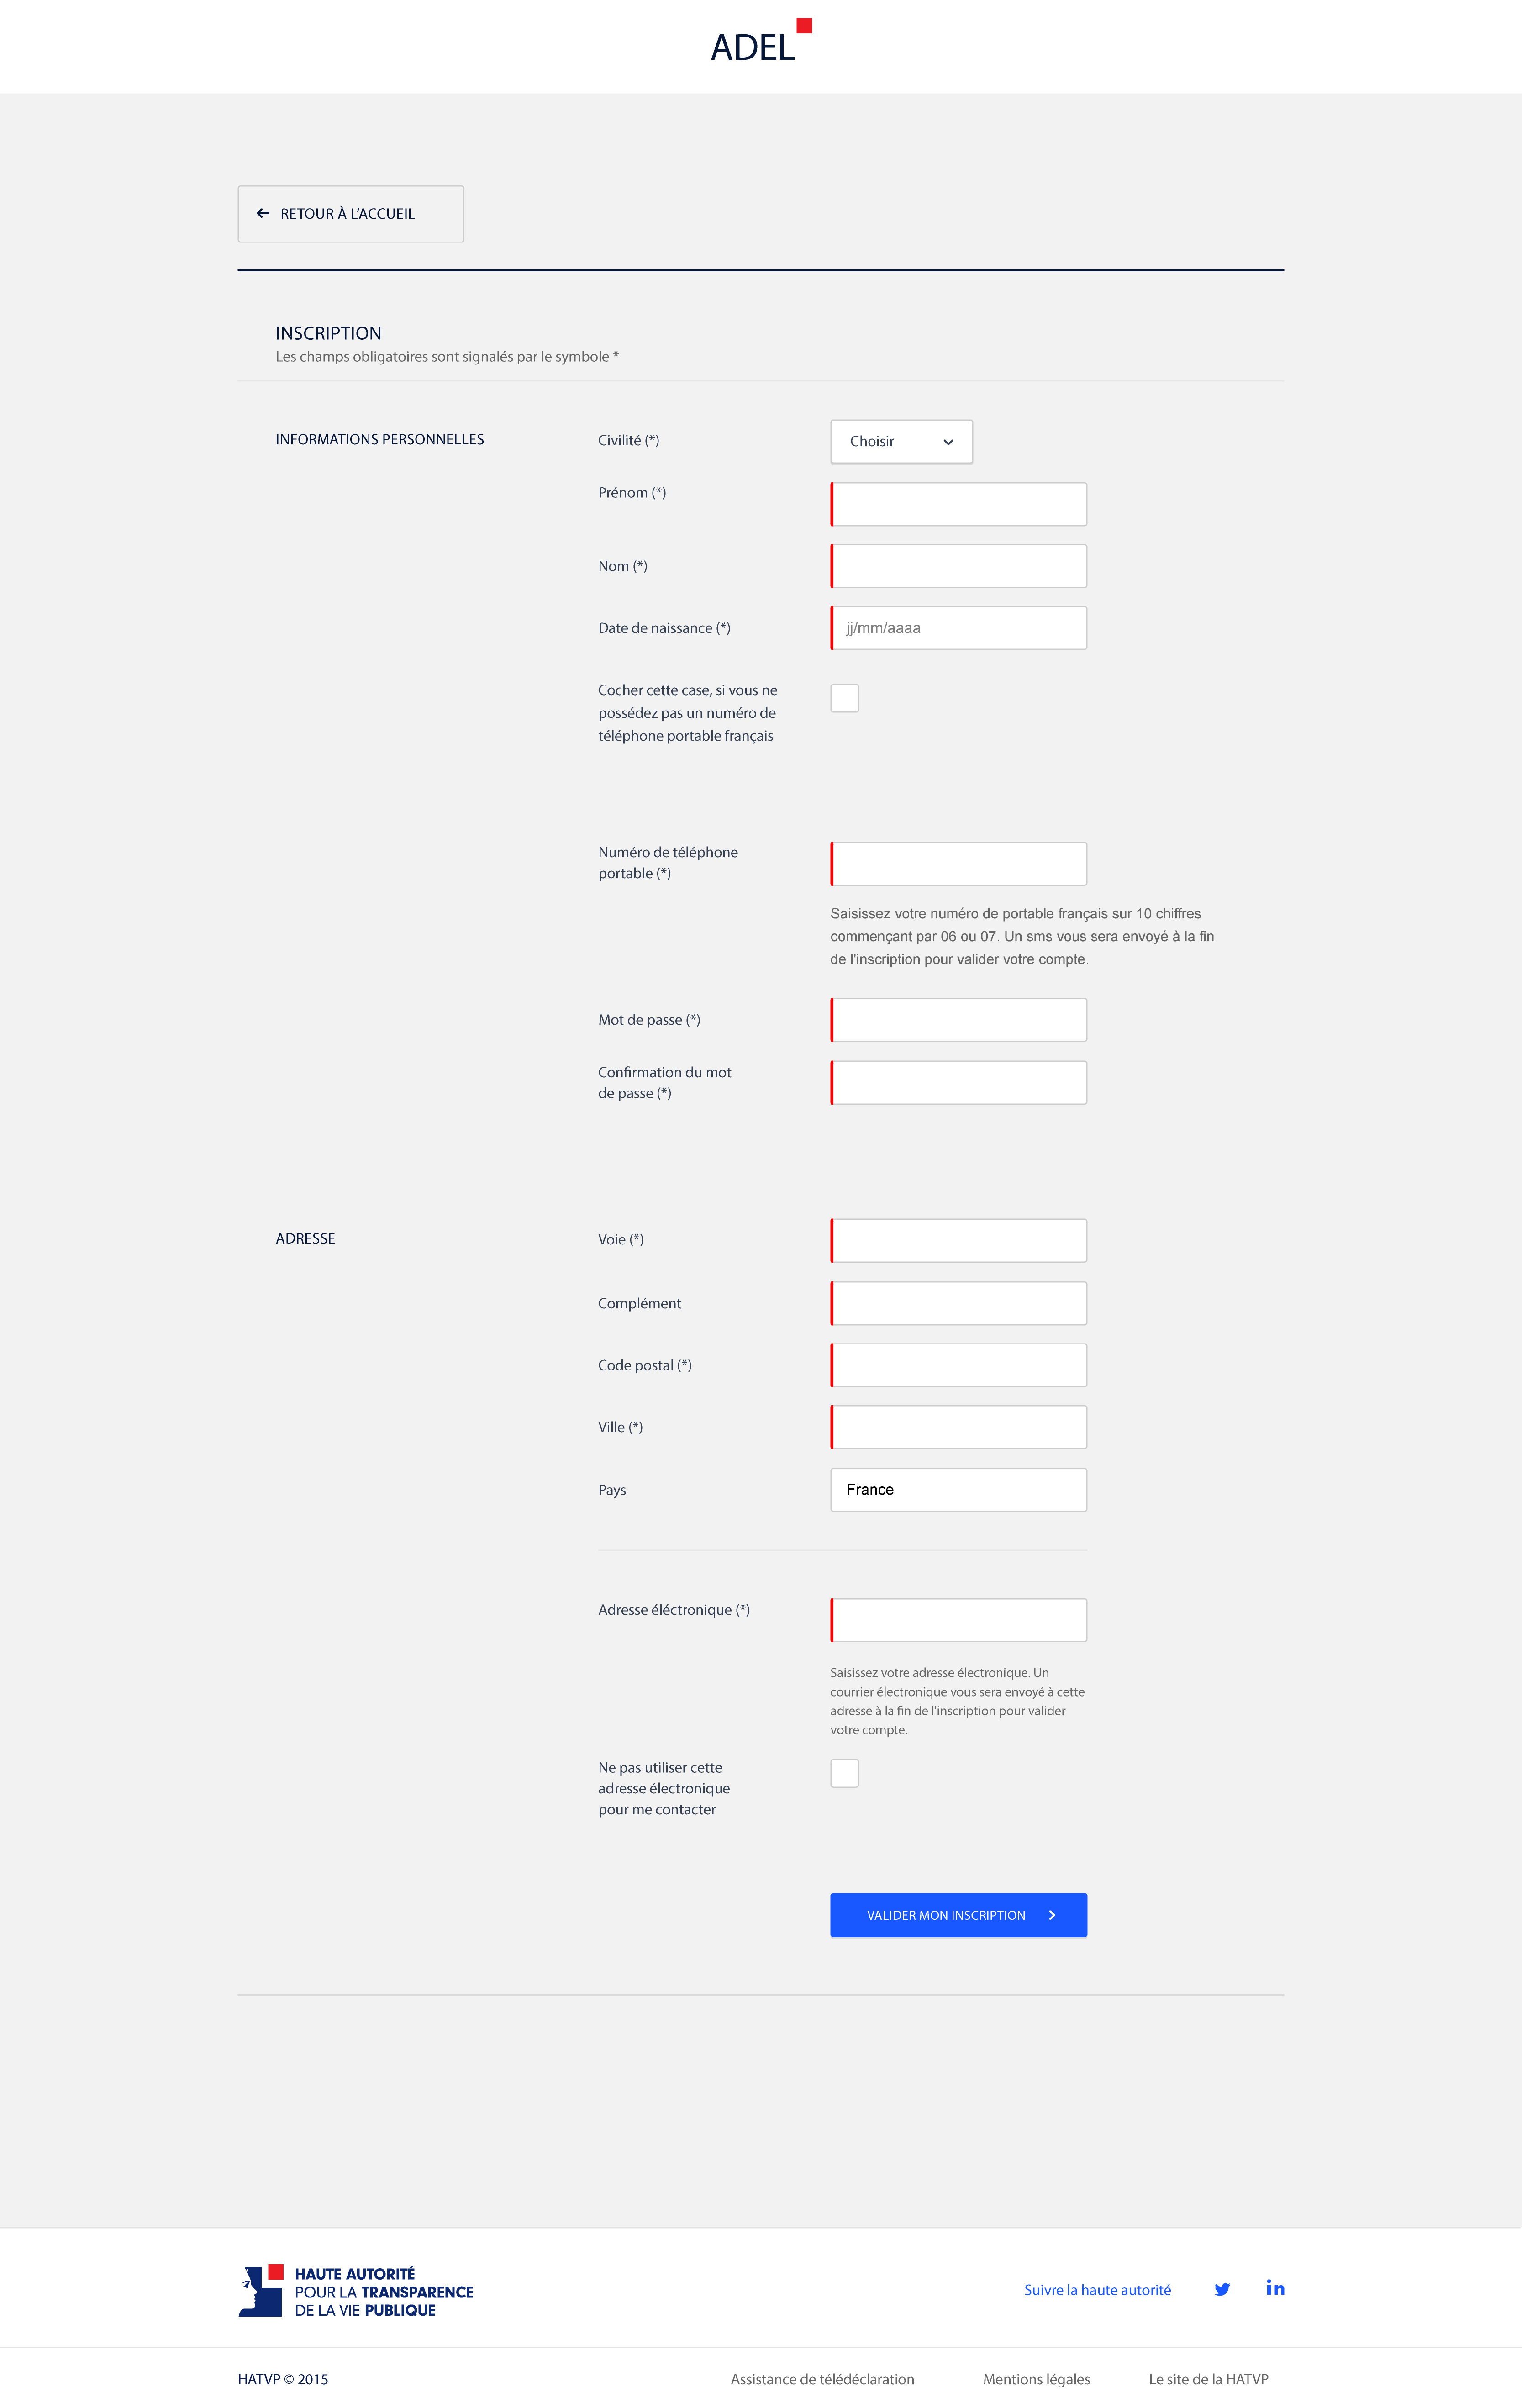 ADEL
RETOUR À L’ACCUEIL
INSCRIPTION
Les champs obligatoires sont signalés par le symbole *
INFORMATIONS PERSONNELLES
Civilité (*)
Choisir
Prénom (*)
Nom (*)
Date de naissance (*)
jj/mm/aaaa
Cocher cette case, si vous ne
possédez pas un numéro de
téléphone portable français
Numéro de téléphone
portable (*)
Saisissez votre numéro de portable français sur 10 chiffres
commençant par 06 ou 07. Un sms vous sera envoyé à la fin
de l'inscription pour valider votre compte.
Mot de passe (*)
Confirmation du mot
de passe (*)
ADRESSE
Voie (*)
Complément
Code postal (*)
Ville (*)
Pays
France
Adresse éléctronique (*)
Saisissez votre adresse électronique. Un
courrier électronique vous sera envoyé à cette
adresse à la fin de l'inscription pour valider
votre compte.
Ne pas utiliser cette
adresse électronique
pour me contacter
VALIDER MON INSCRIPTION
HAUTE AUTORITÉ
POUR LA TRANSPARENCE
DE LA VIE PUBLIQUE
Suivre la haute autorité
in
HATVP © 2015
Assistance de télédéclaration
Mentions légales
Le site de la HATVP